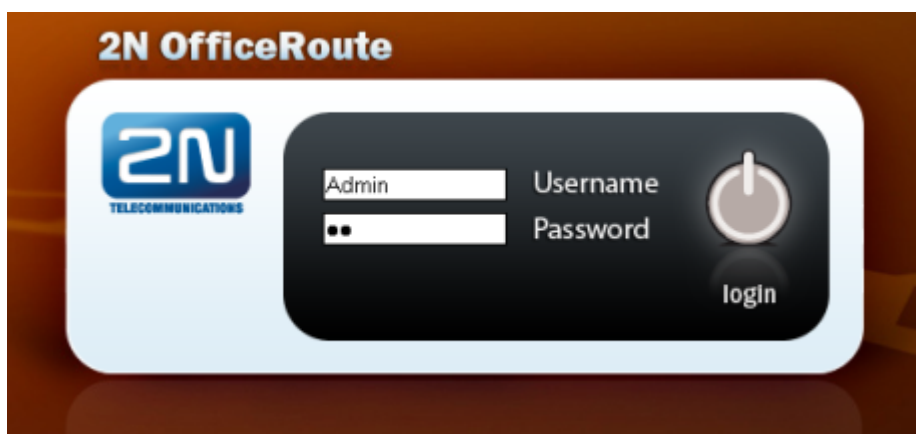 2N OfficeRoute
2N
TELECOMMUNICATIONS
Admin Username
•• Password
login